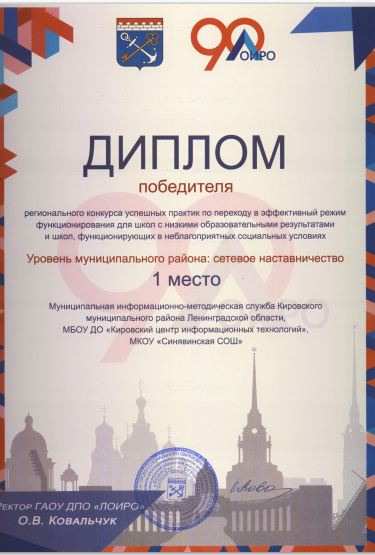 90
ЛОИРО
ДИПЛОМ
победителя
регионального конкурса успешных практик по переходу в эффективный режим
функционирования для школ с низкими образовательными результатами
и школ, функционирующих в неблагоприятных социальных условиях
Уровень муниципального района: сетевое наставничество
1 место
Муниципальная информационно-методическая служба Кировского
муниципального района Ленинградской области,
МБОУ ДО «Кировский центр информационных технологий»,
МКОУ «Синявинская СОШ»
Ректор ГАОУ ДПО «ЛОИРО»
О.В. Ковальчук